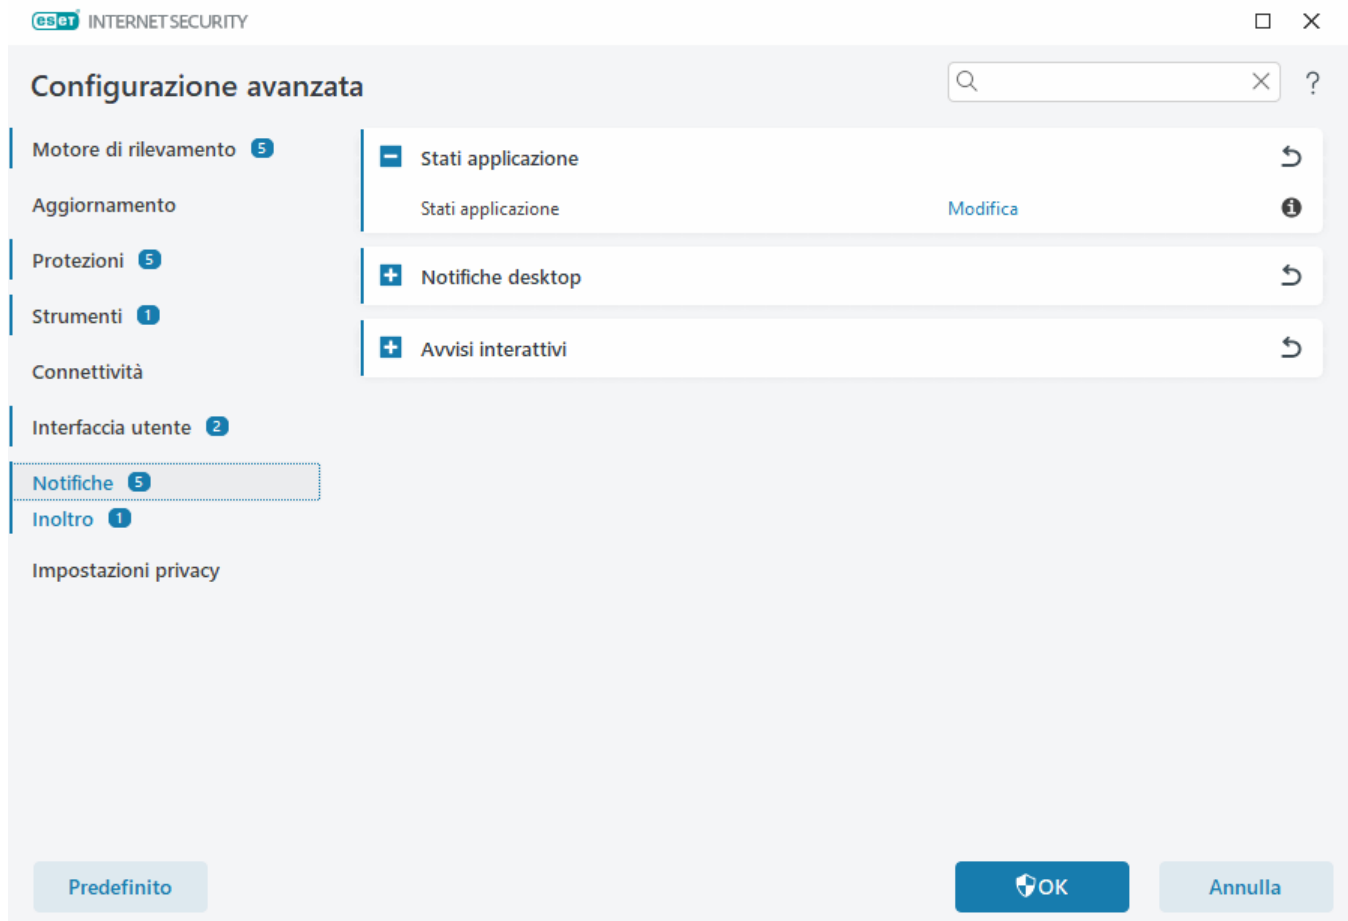 eset INTERNET SECURITY
Configurazione avanzata
?
Motore di rilevamento 5
Aggiornamento
Protezioni 5
Strumenti 1
Connettività
Interfaccia utente 2
Notifiche 5
Inoltro 1
Impostazioni privacy
Stati applicazione
Stati applicazione Modifica
Notifiche desktop
Avvisi interattivi
Predefinito
OK
Annulla